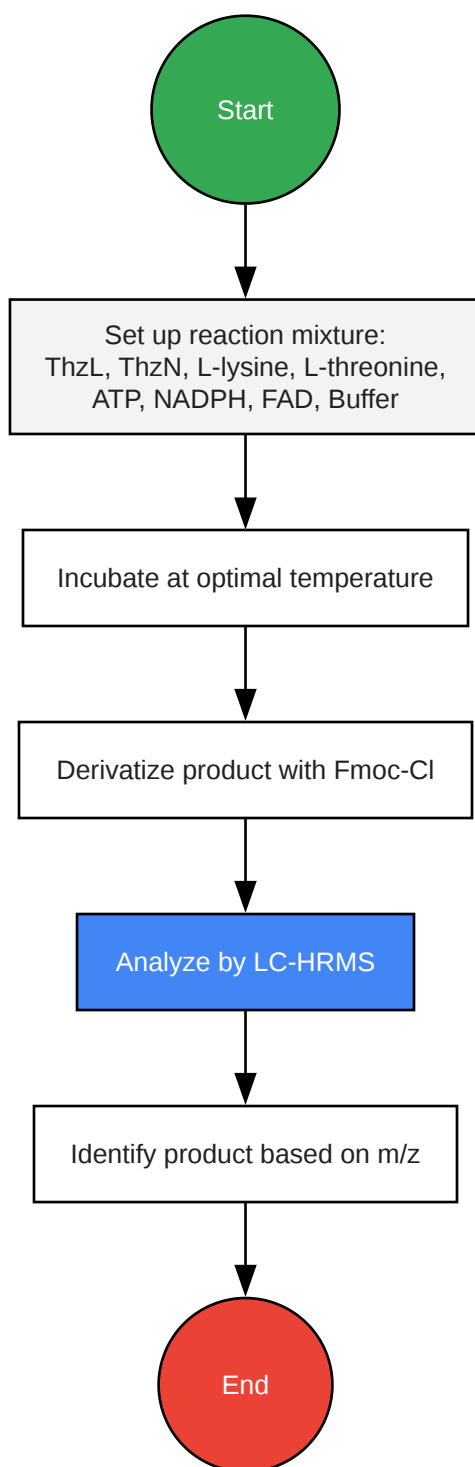 Start
Set up reaction mixture:
ThzL, ThzN, L-lysine, L-threonine,
ATP, NADPH, FAD, Buffer
Incubate at optimal temperature
Derivatize product with Fmoc-Cl
Analyze by LC-HRMS
Identify product based on m/z
End